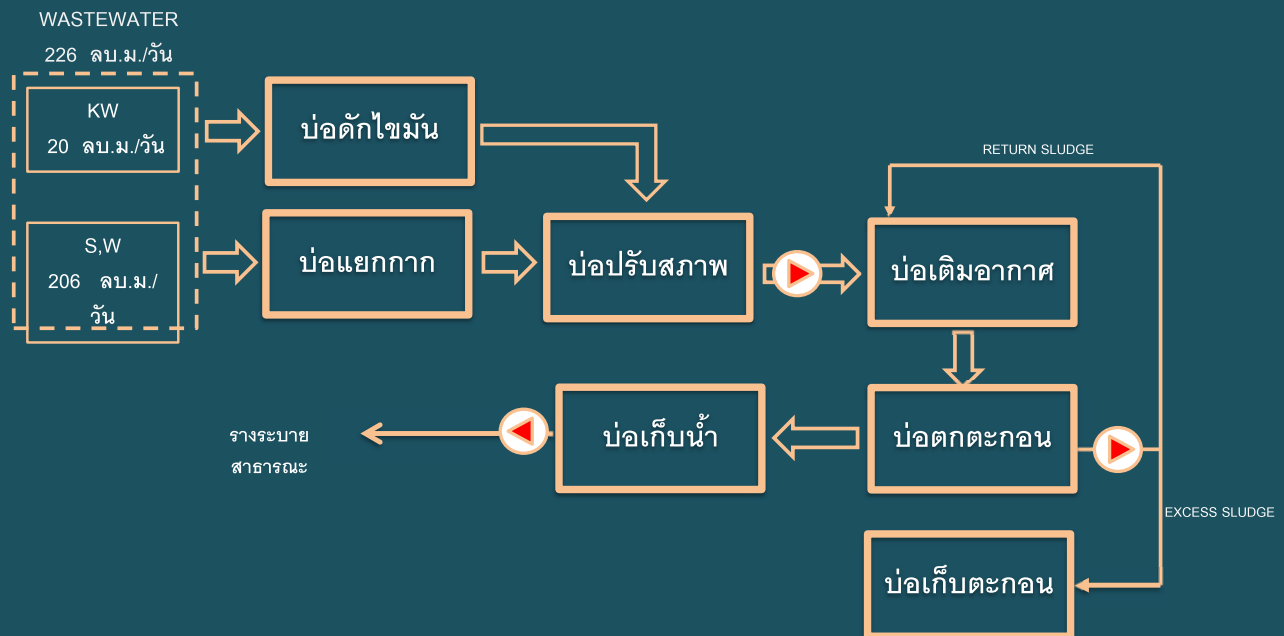 WASTEWATER
226 ลบ.ม./วัน
KW
20 ลบ.ม./วัน
บ่อดักไขมัน
RETURN SLUDGE
S,W
206 ลบ.ม./
วัน
บ่อแยกกาก
บ่อปรับสภาพ
บ่อเติมอากาศ
รางระบาย
สาธารณะ
บ่อเก็บน้ำ
บ่อตกตะกอน
EXCESS SLUDGE
บ่อเก็บตะกอน